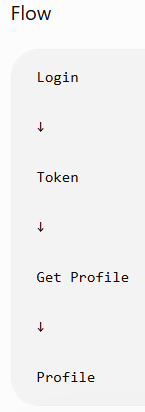 Flow
Login
↓
Token
↓
Get Profile
↓
Profile